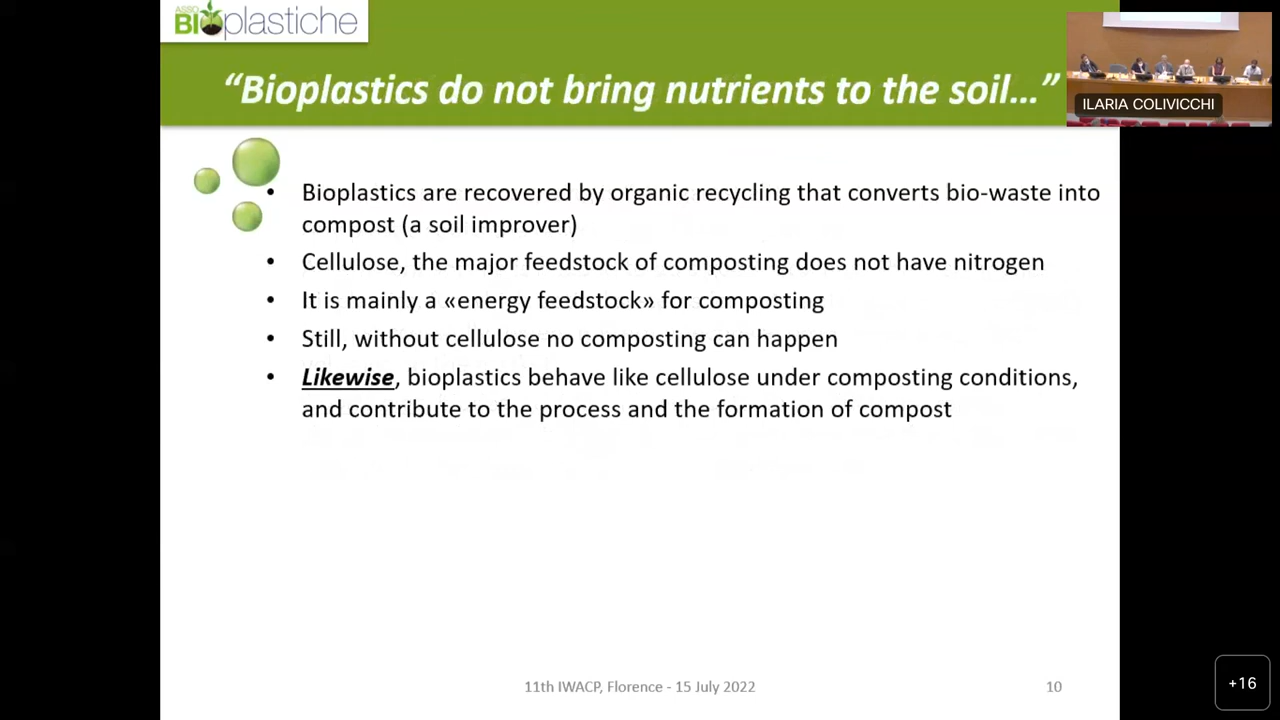 ASSO
BIOplastiche
“Bioplastics do not bring nutrients to the soil…”
ILARIA COLIVICCHI
• Bioplastics are recovered by organic recycling that converts bio-waste into
compost (a soil improver)
• Cellulose, the major feedstock of composting does not have nitrogen
• It is mainly a «energy feedstock» for composting
• Still, without cellulose no composting can happen
• Likewise, bioplastics behave like cellulose under composting conditions,
and contribute to the process and the formation of compost
11th IWACP, Florence - 15 July 2022
10
+16